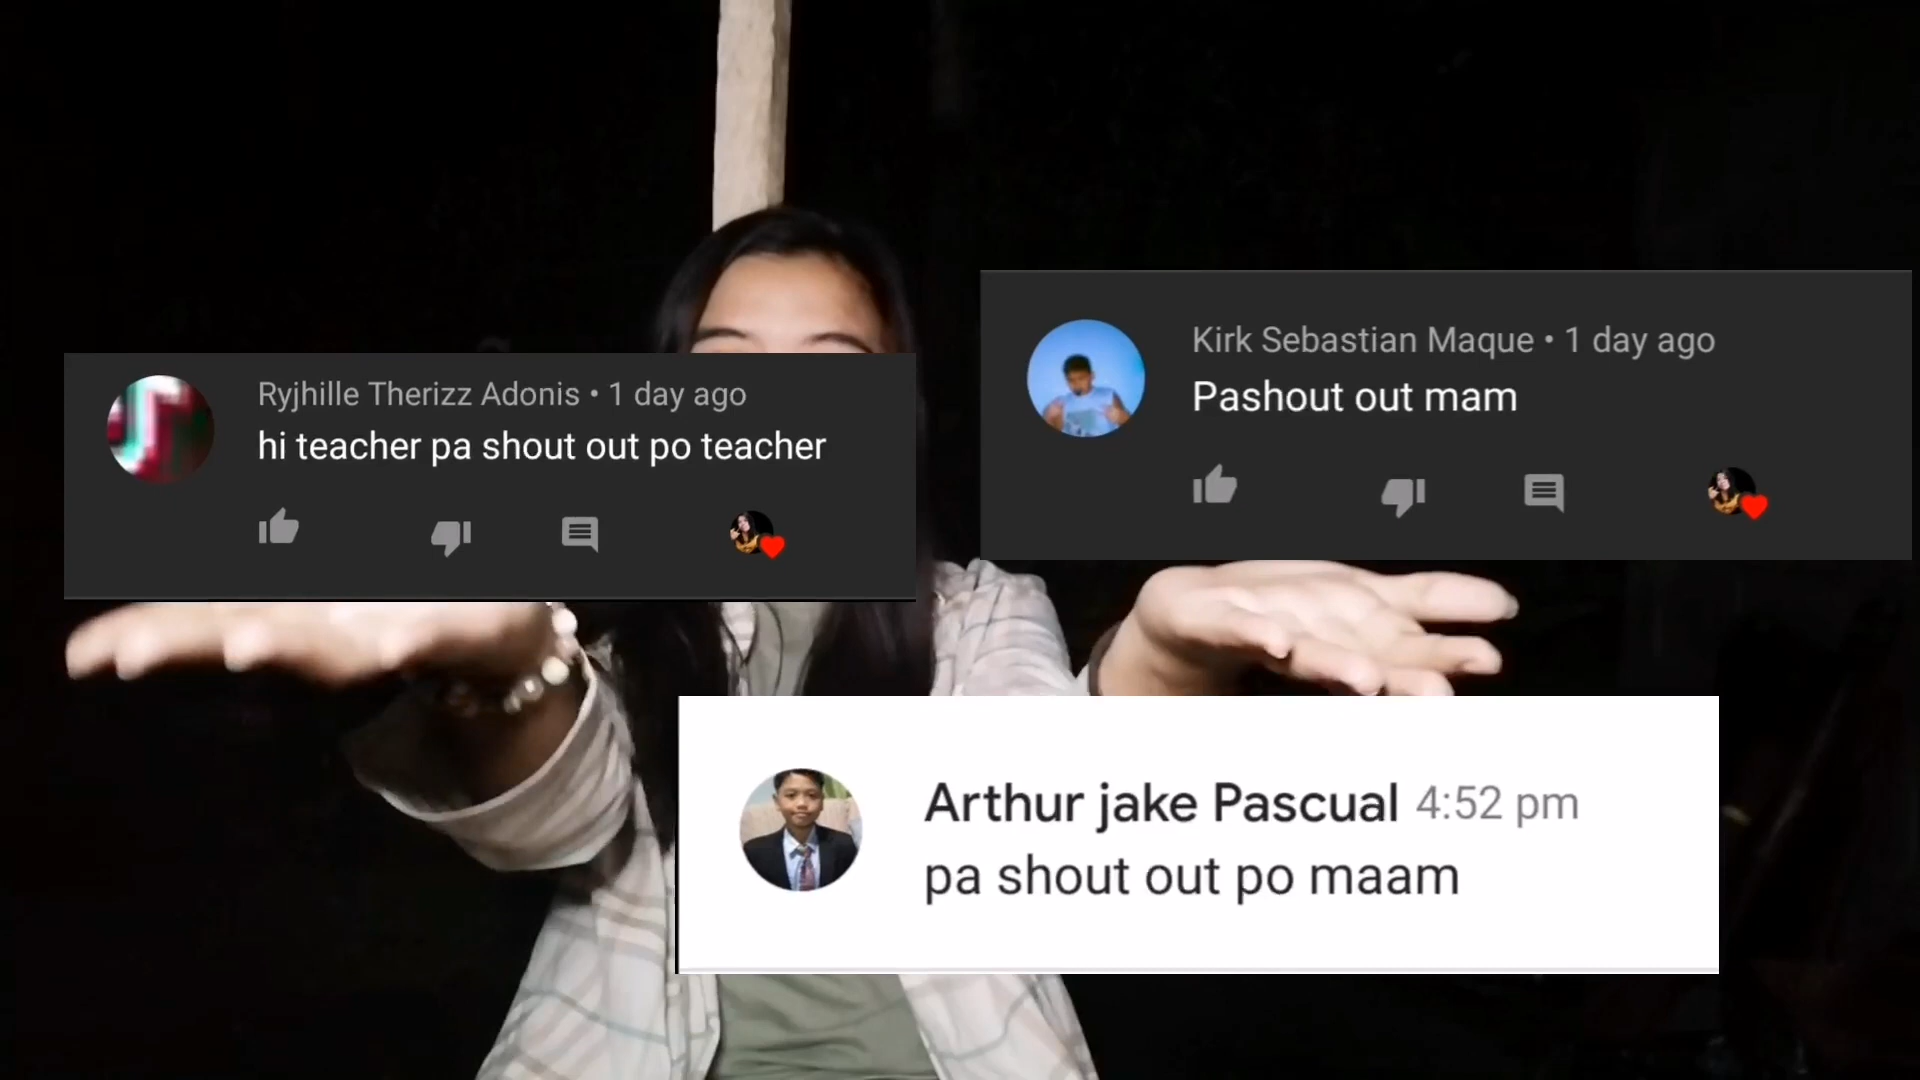 Ryjhille Therizz Adonis • 1 day ago
hi teacher pa shout out po teacher
Kirk Sebastian Maque • 1 day ago
Pashout out mam
Arthur jake Pascual 4:52 pm
pa shout out po maam